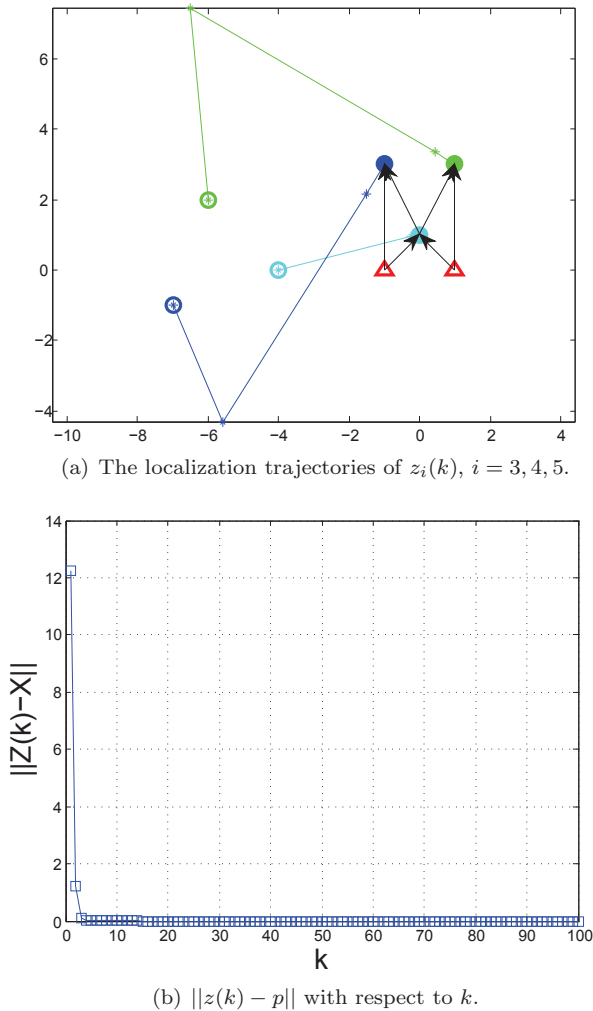 6
4
2
0
−2
−4
−10 −8 −6 −4 −2 0 2 4
(a) The localization trajectories of z_i(k), i = 3, 4, 5.
14
12
10
8
6
4
2
0
||Z(k)−X||
0 10 20 30 40 50 60 70 80 90 100
k
(b) ||z(k) − p|| with respect to k.